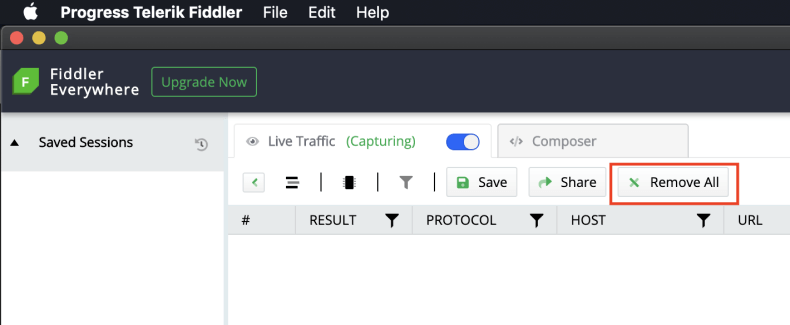 Progress Telerik Fiddler File Edit Help
F
Fiddler
Everywhere
Upgrade Now
Saved Sessions
Live Traffic (Capturing)
Composer
Save
Share
Remove All
# RESULT PROTOCOL HOST URL